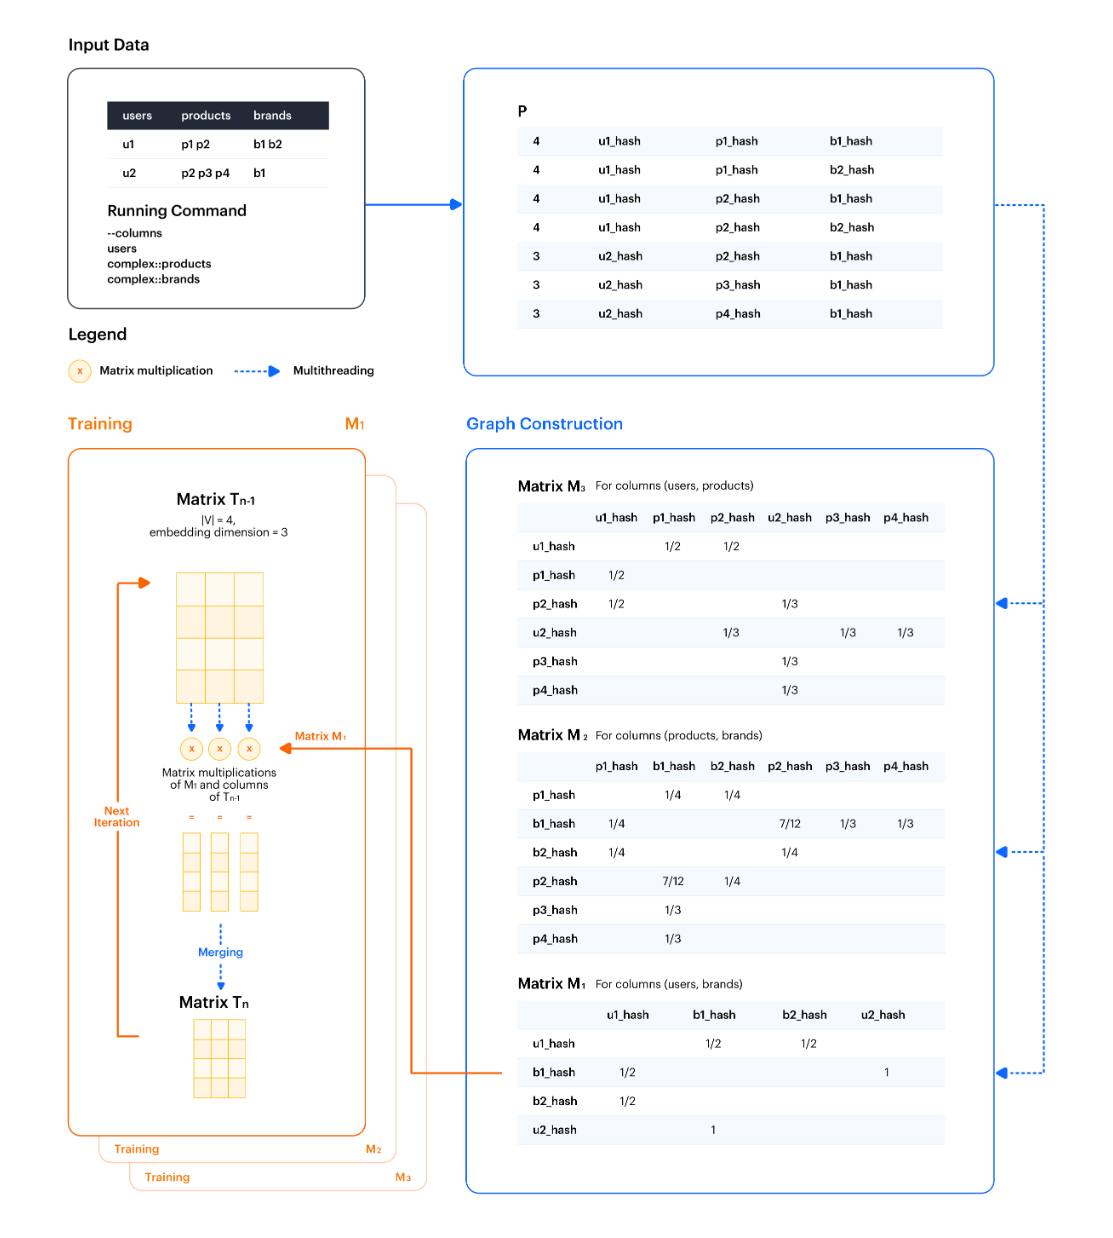 Input Data
users products brands
u1 p1 p2 b1 b2
u2 p2 p3 p4 b1
Running Command
--columns
users
complex::products
complex::brands
P
4 u1_hash p1_hash b1_hash
4 u1_hash p1_hash b2_hash
4 u1_hash p2_hash b1_hash
4 u1_hash p2_hash b2_hash
3 u2_hash p2_hash b1_hash
3 u2_hash p3_hash b1_hash
3 u2_hash p4_hash b1_hash
Legend
x Matrix multiplication Multithreading
Training M1
Matrix Tn-1
|V| = 4,
embedding dimension = 3
x x x
Matrix M1
Matrix multiplications
of M1 and columns
of Tn-1
= = =
Next
Iteration
Merging
Matrix Tn
Training M2
Training M3
Graph Construction
Matrix M3 For columns (users, products)
u1_hash p1_hash p2_hash u2_hash p3_hash p4_hash
u1_hash 1/2 1/2
p1_hash 1/2
p2_hash 1/2 1/3
u2_hash 1/3 1/3 1/3
p3_hash 1/3
p4_hash 1/3
Matrix M2 For columns (products, brands)
p1_hash b1_hash b2_hash p2_hash p3_hash p4_hash
p1_hash 1/4 1/4
b1_hash 1/4 7/12 1/3 1/3
b2_hash 1/4 1/4
p2_hash 7/12 1/4
p3_hash 1/3
p4_hash 1/3
Matrix M1 For columns (users, brands)
u1_hash b1_hash b2_hash u2_hash
u1_hash 1/2 1/2
b1_hash 1/2 1
b2_hash 1/2
u2_hash 1